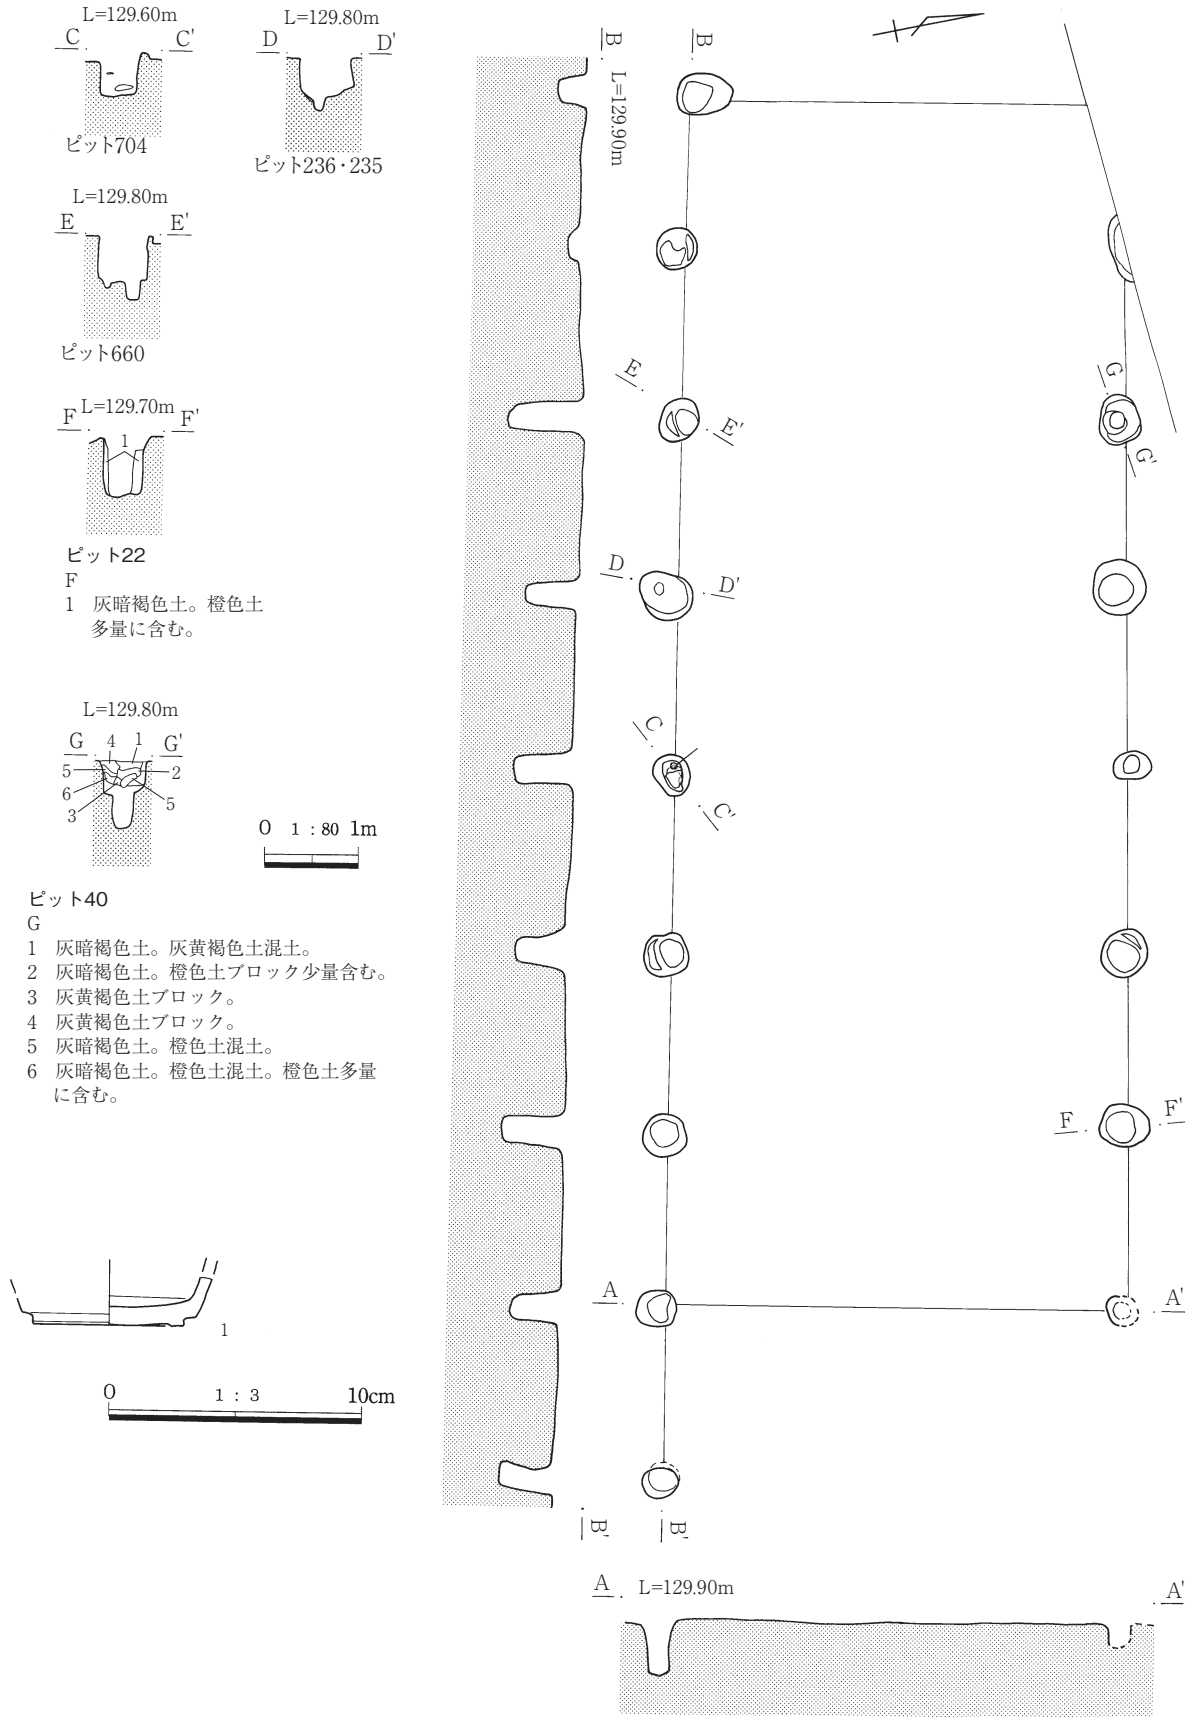 L=129.60m
C C'
ピット704
L=129.80m
D D'
ピット236・235
L=129.80m
E E'
ピット660
L=129.70m
F F'
1
ピット22
F
1 灰暗褐色土。橙色土
多量に含む。
L=129.80m
G G'
4 1
5 2
6
3 5
0 1:80 1m
ピット40
G
1 灰暗褐色土。灰黄褐色土混土。
2 灰暗褐色土。橙色土ブロック少量含む。
3 灰黄褐色土ブロック。
4 灰黄褐色土ブロック。
5 灰暗褐色土。橙色土混土。
6 灰暗褐色土。橙色土混土。橙色土多量
に含む。
1
0 1:3 10cm
B B
L=129.90m
E
E'
G
G'
D D'
C
C'
F F'
A A'
B' B'
A L=129.90m A'